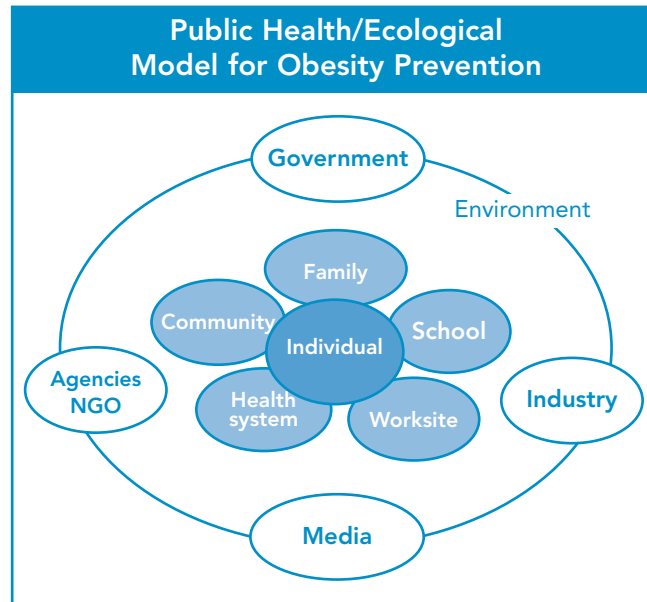 Public Health/Ecological
Model for Obesity Prevention
Government
Environment
Family
Community
School
Individual
Agencies
NGO
Health
system
Worksite
Industry
Media